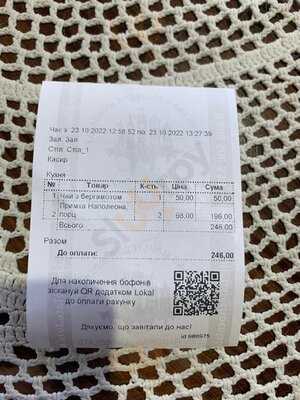 Час з 23.10.2022 12:56:52 по 23.10.2022 13:27:39
Зал: Зал
Стіл: Стіл_1
Касир
Кухня
№ Товар К-сть Ціна Сума
1 Чай з бергамотом 1 50,00 50,00
Примха Наполеона,
2 порц 2 98,00 196,00
Всього 246,00
Разом
До оплати: 246,00
Для накопичення бофонів
зіскануй QR додатком Lokal
до оплати рахунку
Дякуємо, що завітали до нас!